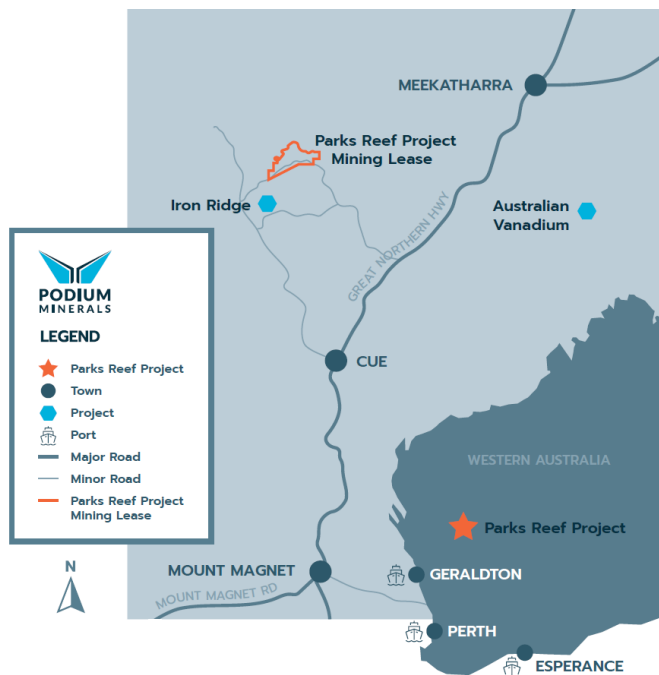 MEEKATHARRA
Parks Reef Project
Mining Lease
Iron Ridge
Australian
Vanadium
GREAT NORTHERN HWY
PODIUM
MINERALS
LEGEND
Parks Reef Project
Town
Project
Port
Major Road
Minor Road
Parks Reef Project
Mining Lease
CUE
WESTERN AUSTRALIA
Parks Reef Project
N
MOUNT MAGNET
GERALDTON
MOUNT MAGNET RD
PERTH
ESPERANCE